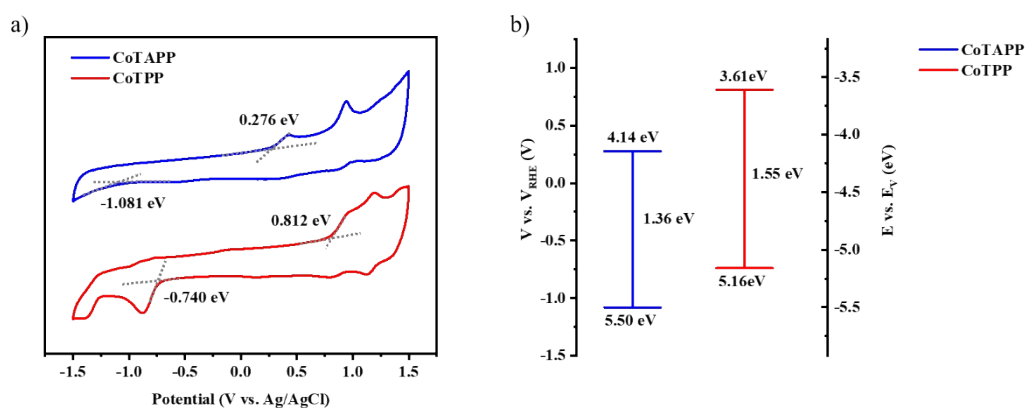 a)
CoTAPP
CoTPP
0.276 eV
-1.081 eV
0.812 eV
-0.740 eV
-1.5 -1.0 -0.5 0.0 0.5 1.0 1.5
Potential (V vs. Ag/AgCl)
b)
CoTAPP
CoTPP
V vs. V_RHE (V)
1.0
0.5
0.0
-0.5
-1.0
-1.5
4.14 eV
1.36 eV
5.50 eV
3.61eV
1.55 eV
5.16eV
-3.5
-4.0
-4.5
-5.0
-5.5
E vs. E_V (eV)